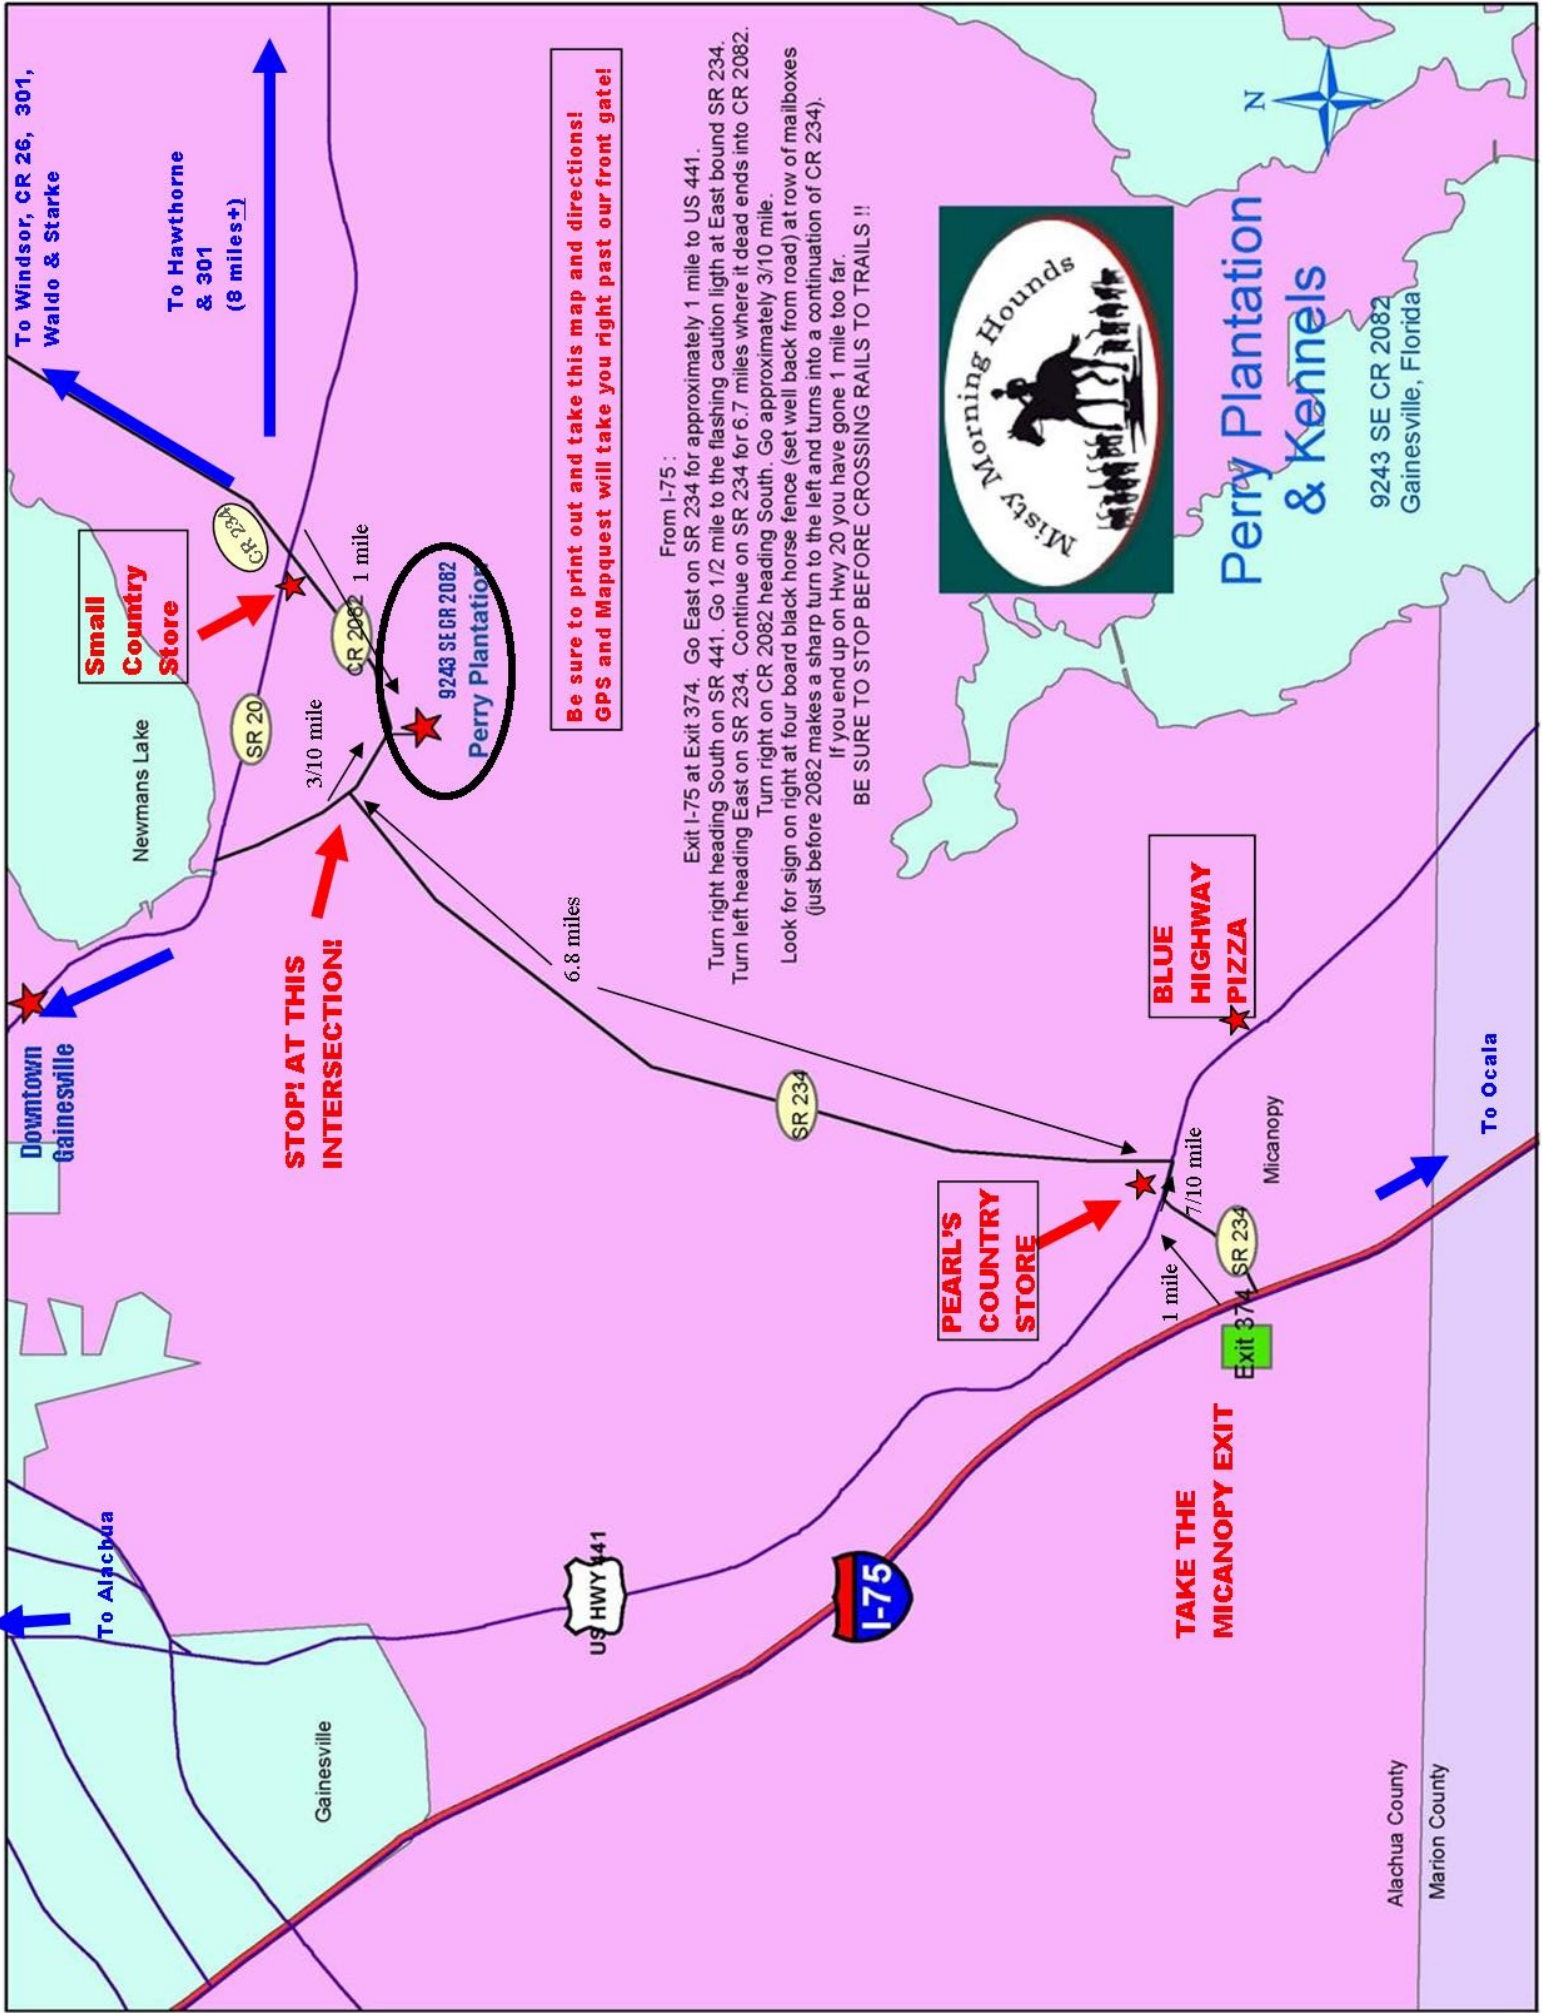 To Windsor, CR 26, 301,
Waldo & Starke
To Hawthorne
& 301
(8 miles+)
Small
Country
Store
CR 234
Newmans Lake
SR 20
CR 2082
1 mile
3/10 mile
9243 SE CR 2082
Perry Plantation
Downtown
Gainesville
STOP! AT THIS
INTERSECTION!
6.8 miles
SR 234
Be sure to print out and take this map and directions!
GPS and Mapquest will take you right past our front gate!
From I-75 :
Exit I-75 at Exit 374. Go East on SR 234 for approximately 1 mile to US 441.
Turn right heading South on SR 441. Go 1/2 mile to the flashing caution ligth at East bound SR 234.
Turn left heading East on SR 234. Continue on SR 234 for 6.7 miles where it dead ends into CR 2082.
Turn right on CR 2082 heading South. Go approximately 3/10 mile.
Look for sign on right at four board black horse fence (set well back from road) at row of mailboxes
(just before 2082 makes a sharp turn to the left and turns into a continuation of CR 234).
If you end up on Hwy 20 you have gone 1 mile too far.
BE SURE TO STOP BEFORE CROSSING RAILS TO TRAILS !!
Misty Morning Hounds
N
Perry Plantation
& Kennels
9243 SE CR 2082
Gainesville, Florida
To Alachua
Gainesville
US HWY 441
I-75
PEARL'S
COUNTRY
STORE
BLUE
HIGHWAY
PIZZA
1 mile
7/10 mile
SR 234
Micanopy
Exit 374
TAKE THE
MICANOPY EXIT
To Ocala
Alachua County
Marion County